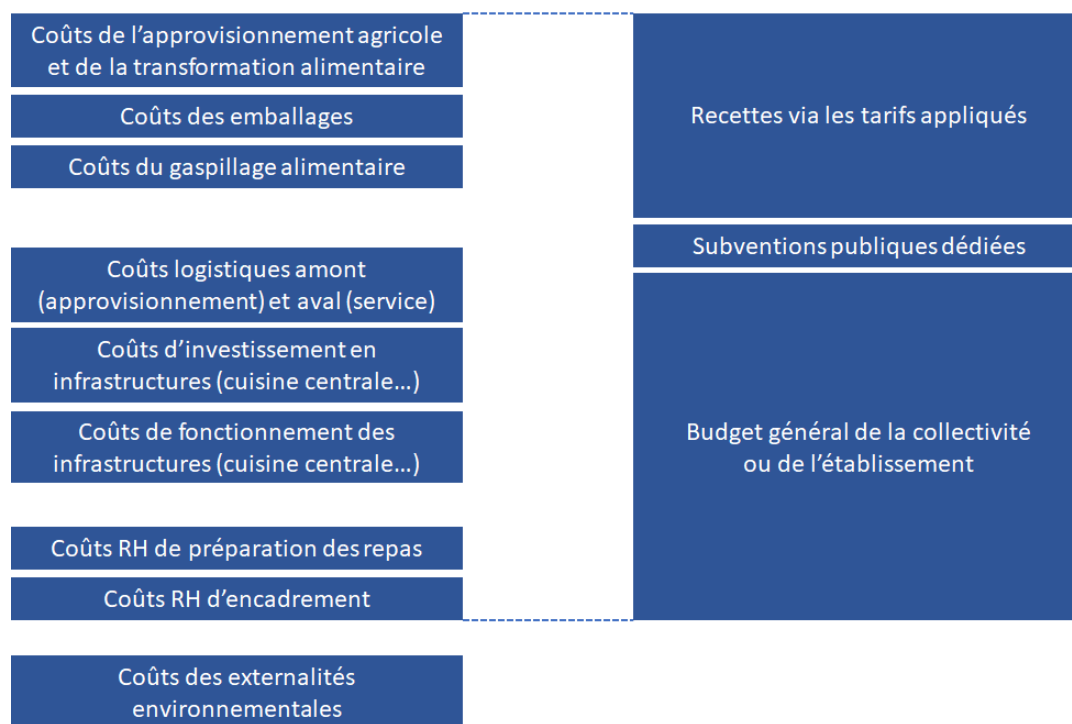 Coûts de l’approvisionnement agricole
et de la transformation alimentaire
Coûts des emballages
Coûts du gaspillage alimentaire
Coûts logistiques amont
(approvisionnement) et aval (service)
Coûts d’investissement en
infrastructures (cuisine centrale…)
Coûts de fonctionnement des
infrastructures (cuisine centrale…)
Coûts RH de préparation des repas
Coûts RH d’encadrement
Coûts des externalités
environnementales
Recettes via les tarifs appliqués
Subventions publiques dédiées
Budget général de la collectivité
ou de l’établissement